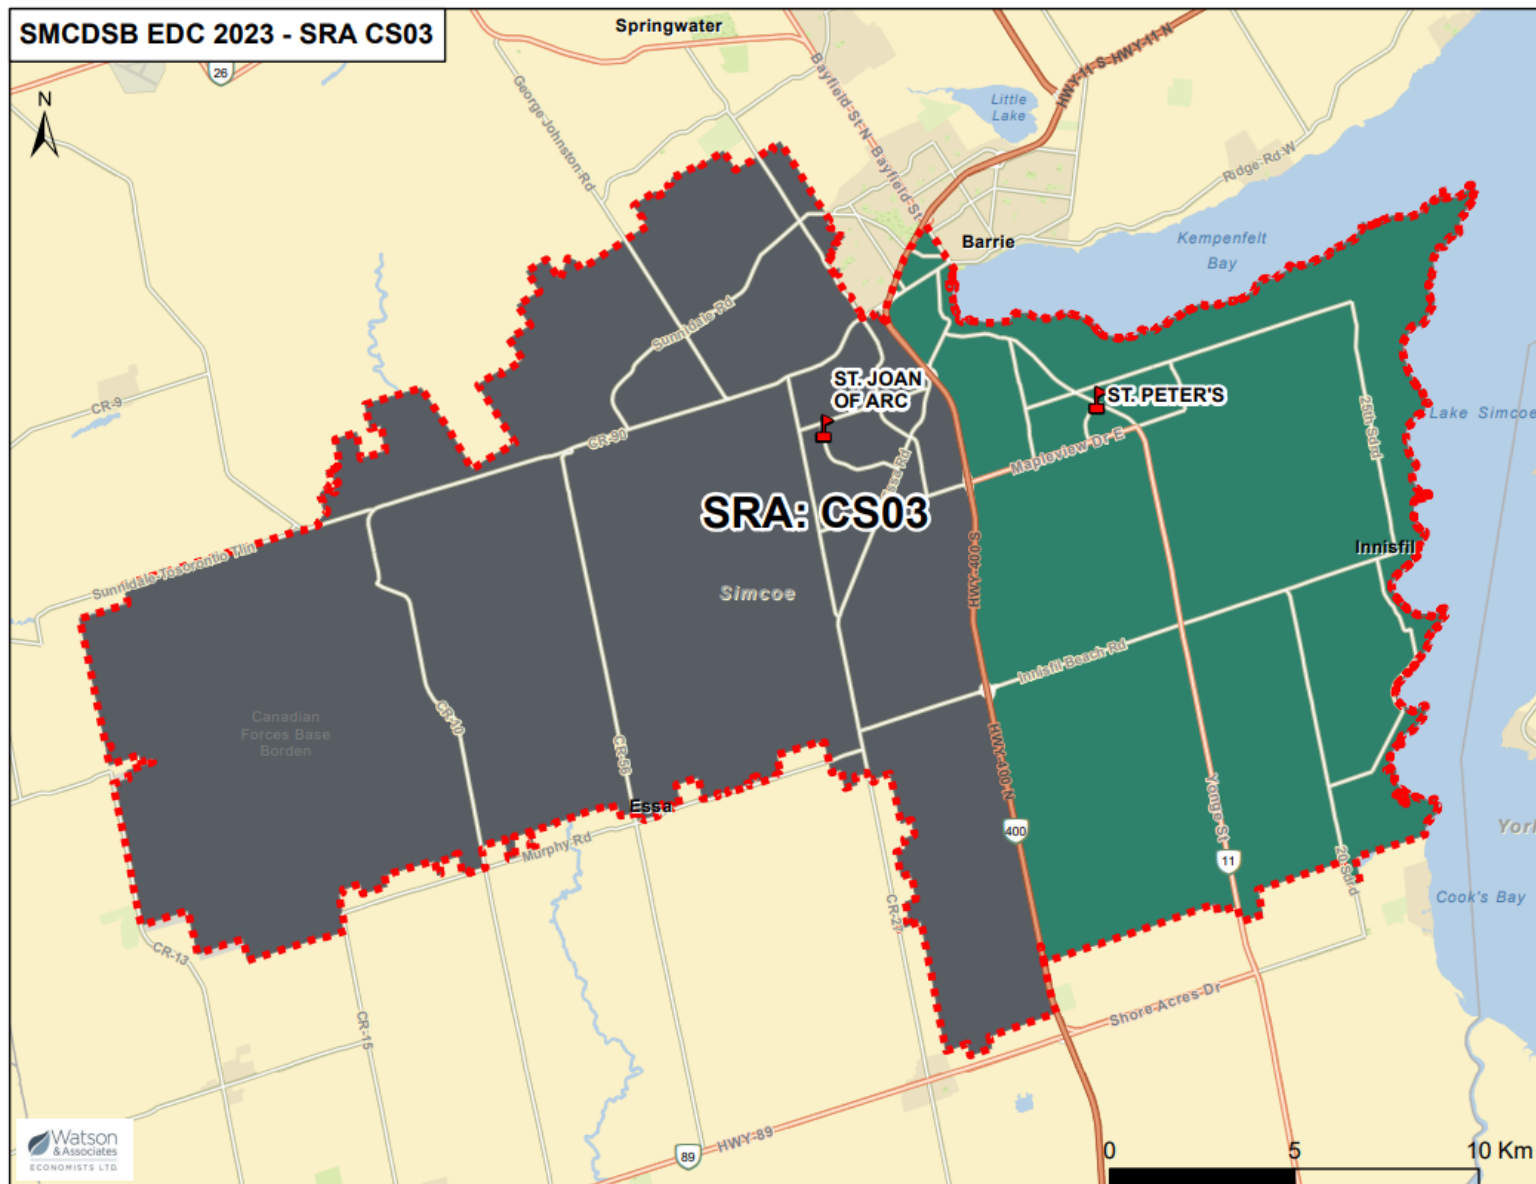 SMCDSB EDC 2023 - SRA CS03
Springwater
26
N
George Johnston Rd
Bayfield St N
Bayfield St
HWY-11 S
HWY-11 N
Little
Lake
Ridge Rd W
Barrie
Kempenfelt
Bay
Sunnidale Rd
ST. JOAN
OF ARC
ST. PETER'S
CR-9
CR-90
Essa Rd
Mapleview Dr E
25th Sdrd
Lake Simcoe
SRA: CS03
Sunnidale-Tosorontio Tlin
HWY-400 S
Innisfil
Simcoe
Innisfil Beach Rd
Canadian
Forces Base
Borden
CR-10
CR-56
HWY-400 N
Essa
Murphy Rd
400
Yonge St
11
20 Sdrd
York
Cook's Bay
CR-13
CR-27
CR-15
Shore Acres Dr
HWY-89
89
Watson
& Associates
ECONOMISTS LTD.
0 5 10 Km